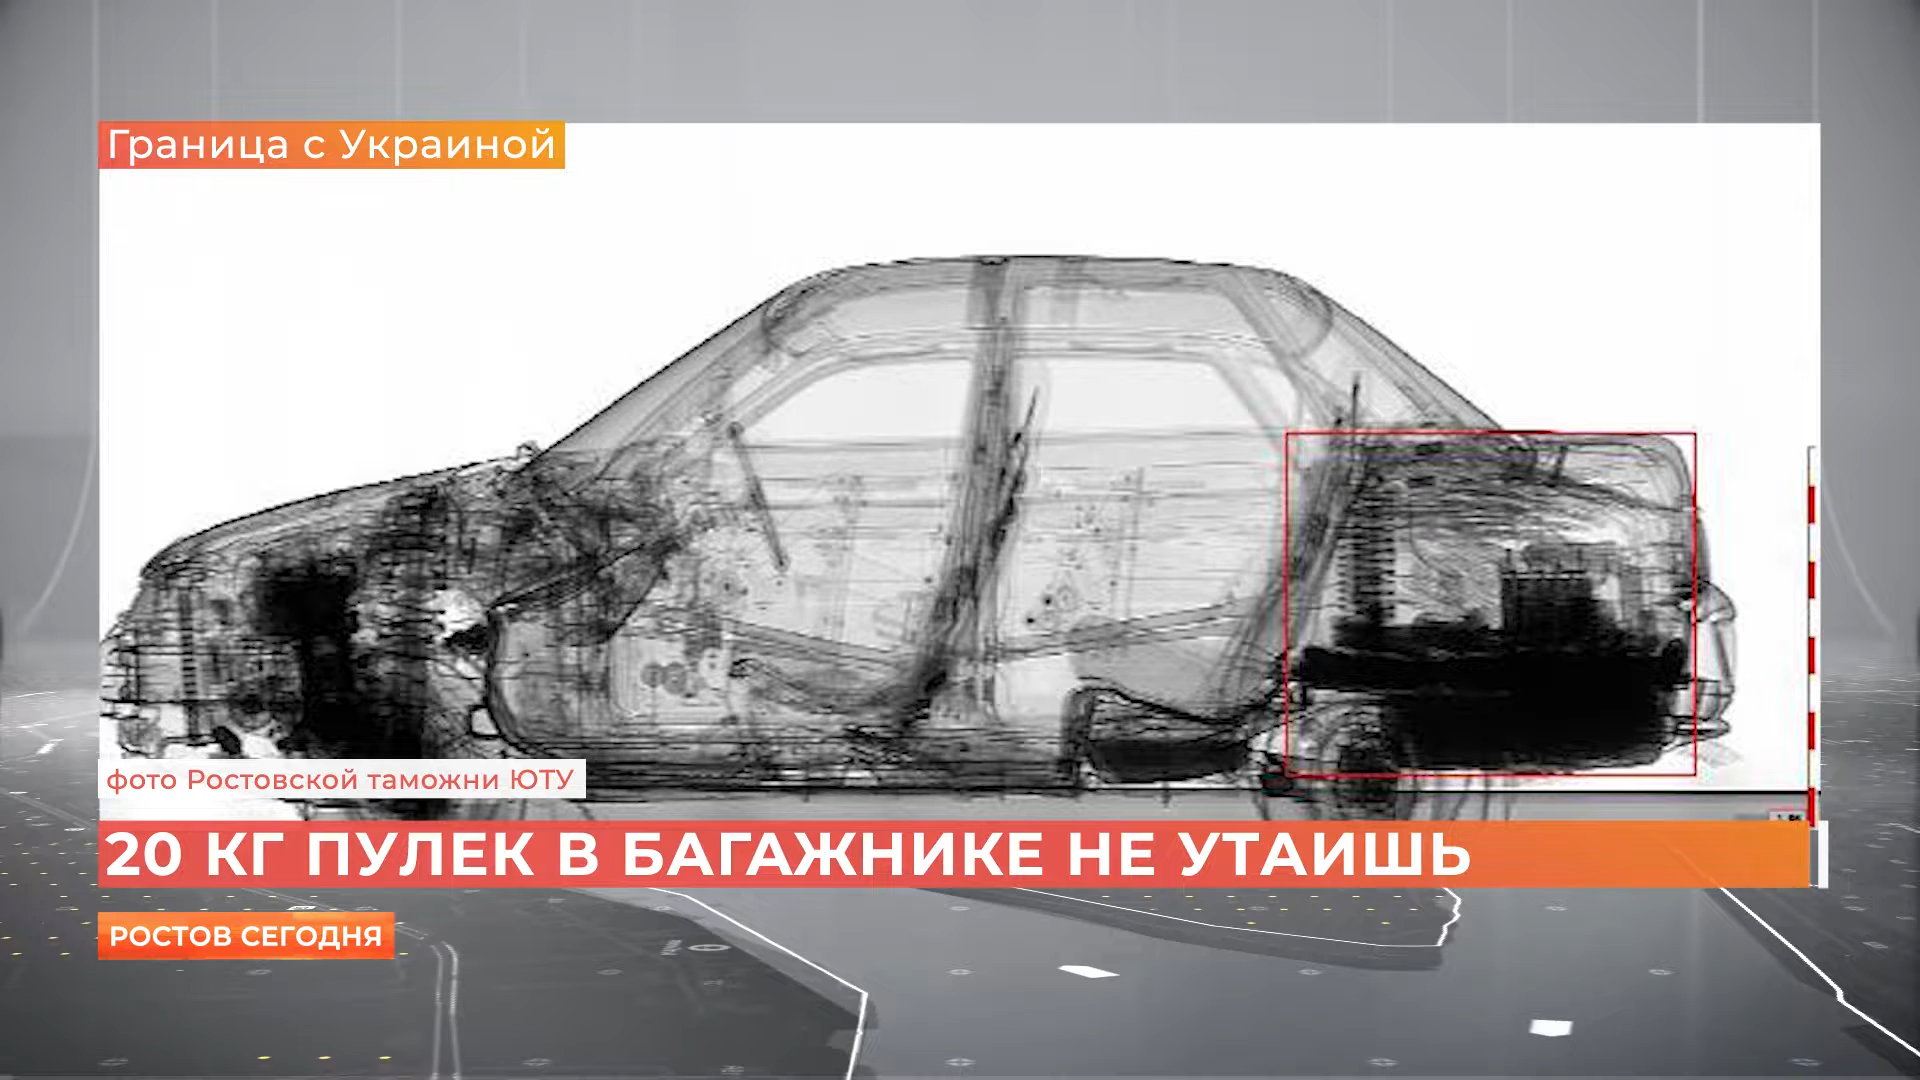 Граница с Украиной
фото Ростовской таможни ЮТУ
20 КГ ПУЛЕК В БАГАЖНИКЕ НЕ УТАИШЬ
РОСТОВ СЕГОДНЯ